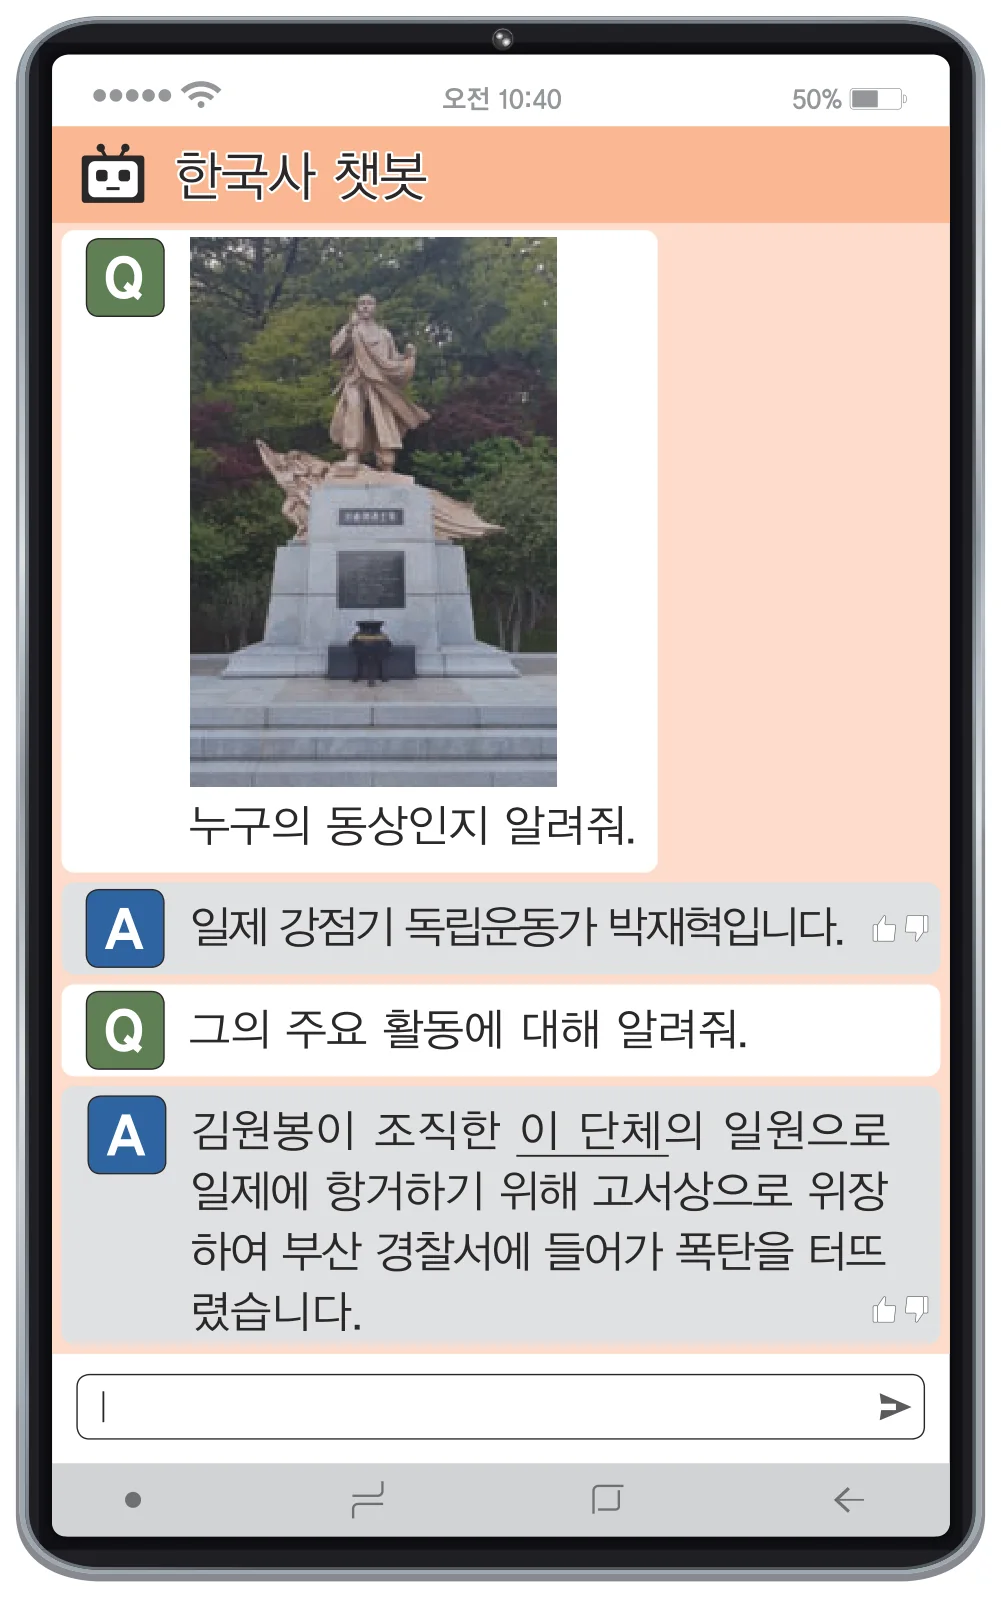 오전 10:40
50%
한국사 챗봇
Q
누구의 동상인지 알려줘.
A
일제 강점기 독립운동가 박재혁입니다.
Q
그의 주요 활동에 대해 알려줘.
A
김원봉이 조직한 이 단체의 일원으로
일제에 항거하기 위해 고서상으로 위장
하여 부산 경찰서에 들어가 폭탄을 터뜨
렸습니다.